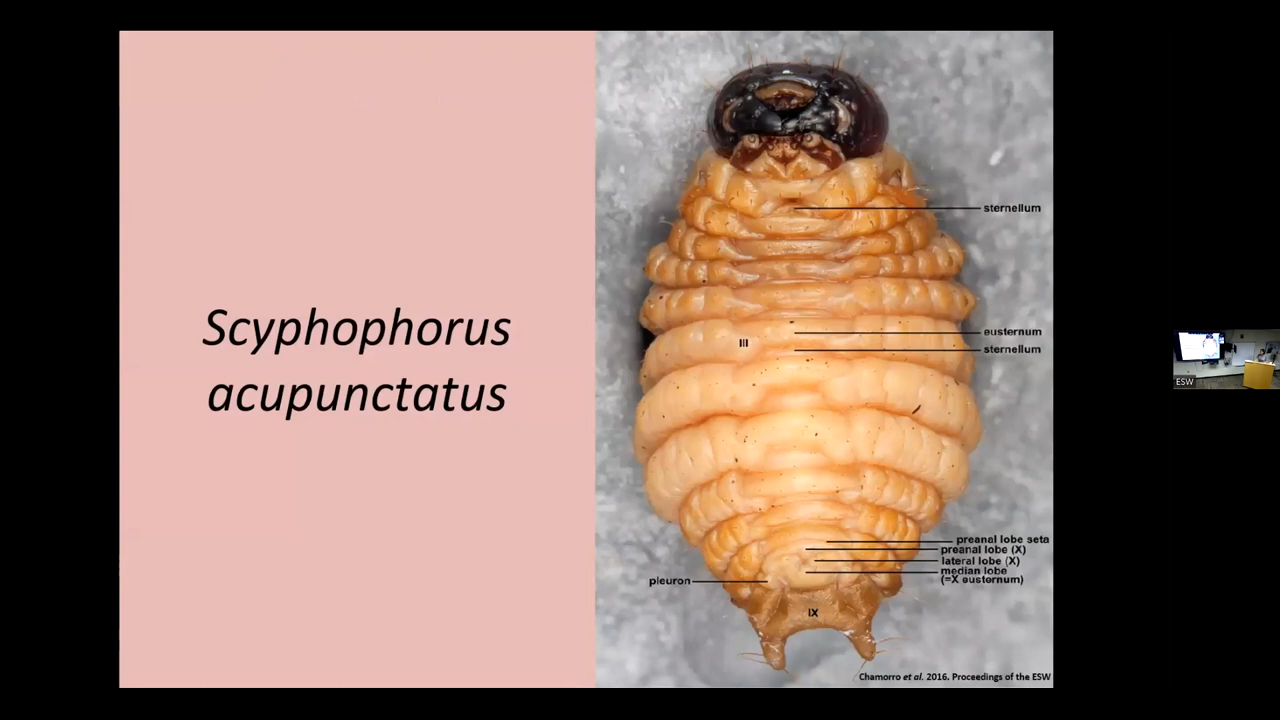 Scyphophorus
acupunctatus
sternellum
eusternum
III
sternellum
preanal lobe seta
preanal lobe (X)
lateral lobe (X)
median lobe
(=X eusternum)
pleuron
IX
Chamorro et al. 2016. Proceedings of the ESW
ESW